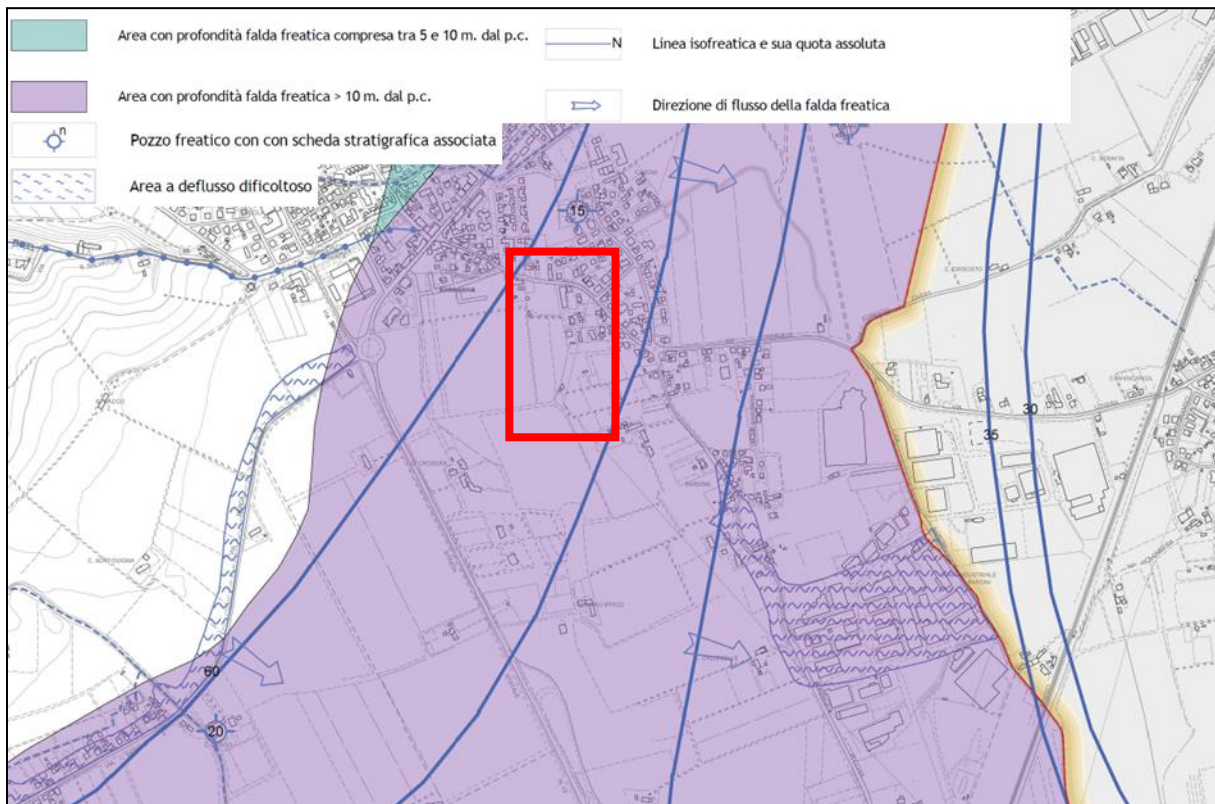 Area con profondità falda freatica compresa tra 5 e 10 m. dal p.c.
N
Linea isofreatica e sua quota assoluta
Area con profondità falda freatica > 10 m. dal p.c.
Direzione di flusso della falda freatica
n
Pozzo freatico con con scheda stratigrafica associata
Area a deflusso dificoltoso
15
30
35
60
20
25